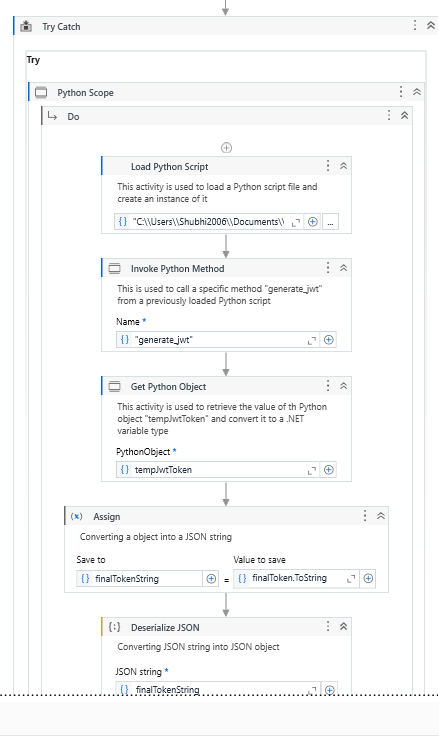 Try Catch
Try
Python Scope
Do
Load Python Script
This activity is used to load a Python script file and
create an instance of it
{} "C:\\Users\\Shubhi2006\\Documents\\
...
Invoke Python Method
This is used to call a specific method "generate_jwt"
from a previously loaded Python script
Name *
{} "generate_jwt"
Get Python Object
This activity is used to retrieve the value of th Python
object "tempJwtToken" and convert it to a .NET
variable type
PythonObject *
{} tempJwtToken
(x) Assign
Converting a object into a JSON string
Save to Value to save
{} finalTokenString = {} finalToken.ToString
{:} Deserialize JSON
Converting JSON string into JSON object
JSON string *
{} finalTokenString